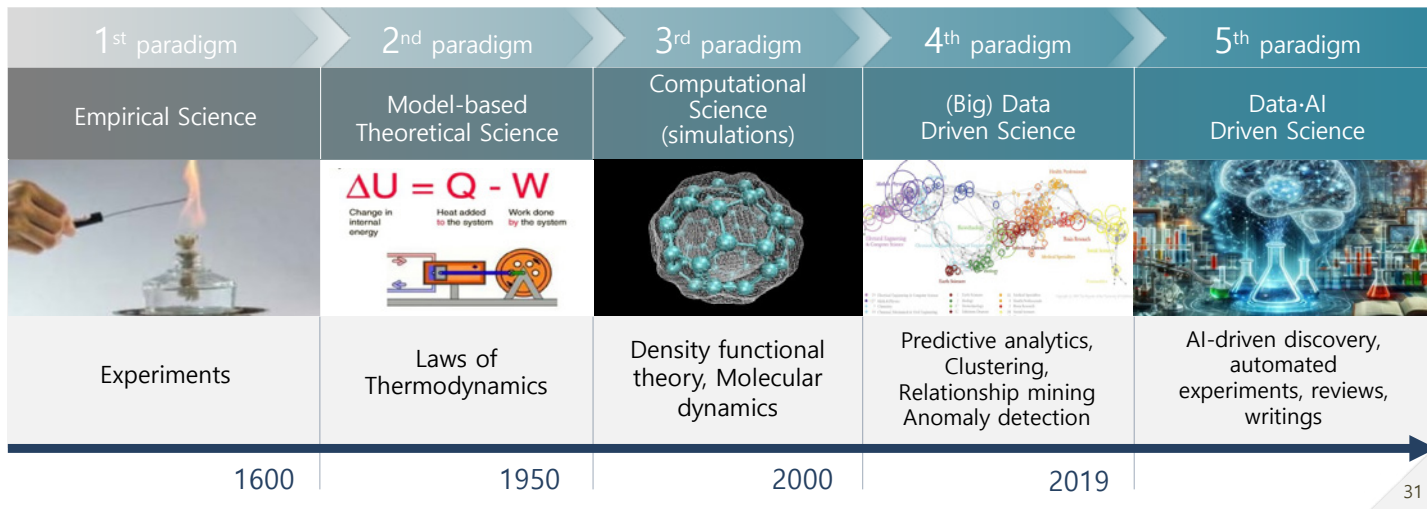 1st paradigm
2nd paradigm
3rd paradigm
4th paradigm
5th paradigm
Empirical Science
Model-based
Theoretical Science
Computational
Science
(simulations)
(Big) Data
Driven Science
Data·AI
Driven Science
ΔU = Q - W
Change in
internal
energy
Heat added
to the system
Work done
by the system
Experiments
Laws of
Thermodynamics
Density functional
theory, Molecular
dynamics
Predictive analytics,
Clustering,
Relationship mining
Anomaly detection
AI-driven discovery,
automated
experiments, reviews,
writings
1600
1950
2000
2019
31